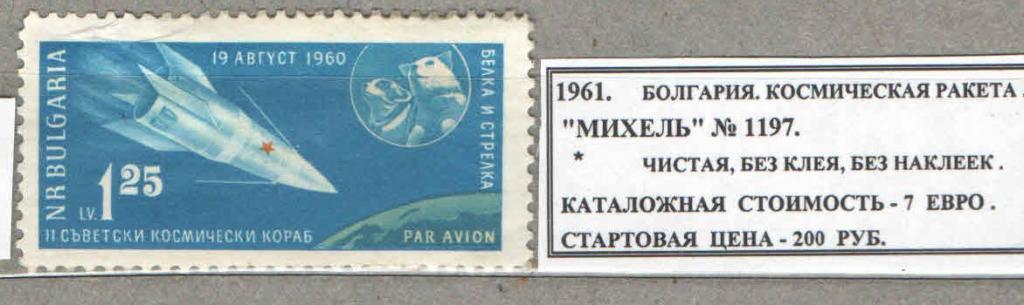 NR BULGARIA
19 АВГУСТ 1960
БЕЛКА И СТРЕЛКА
LV. 1 25
II СЪВЕТСКИ КОСМИЧЕСКИ КОРАБ
PAR AVION
1961. БОЛГАРИЯ. КОСМИЧЕСКАЯ РАКЕТА.
"МИХЕЛЬ" № 1197.
* ЧИСТАЯ, БЕЗ КЛЕЯ, БЕЗ НАКЛЕЕК.
КАТАЛОЖНАЯ СТОИМОСТЬ - 7 ЕВРО.
СТАРТОВАЯ ЦЕНА - 200 РУБ.